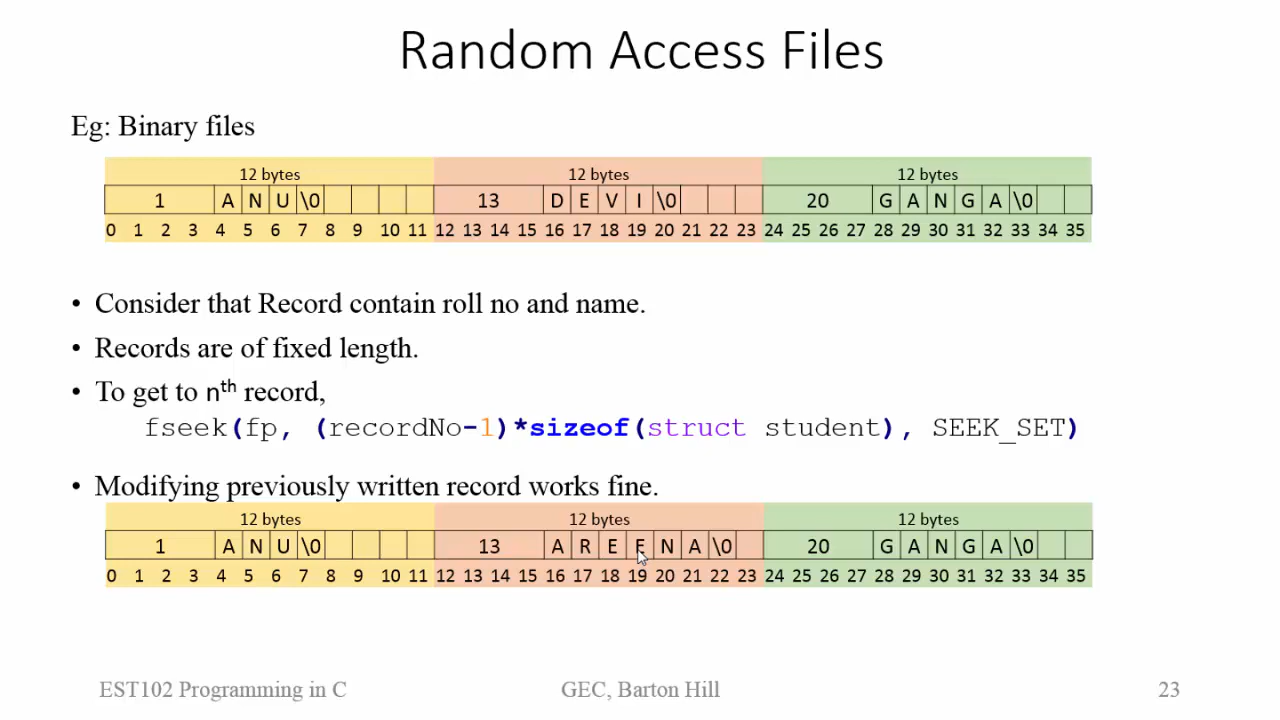 Random Access Files
Eg: Binary files
12 bytes 12 bytes 12 bytes
1 A N U \0 13 D E V I \0 20 G A N G A \0
0 1 2 3 4 5 6 7 8 9 10 11 12 13 14 15 16 17 18 19 20 21 22 23 24 25 26 27 28 29 30 31 32 33 34 35
• Consider that Record contain roll no and name.
• Records are of fixed length.
• To get to nth record,
fseek(fp, (recordNo-1)*sizeof(struct student), SEEK_SET)
• Modifying previously written record works fine.
12 bytes 12 bytes 12 bytes
1 A N U \0 13 A R E E N A \0 20 G A N G A \0
0 1 2 3 4 5 6 7 8 9 10 11 12 13 14 15 16 17 18 19 20 21 22 23 24 25 26 27 28 29 30 31 32 33 34 35
EST102 Programming in C GEC, Barton Hill 23